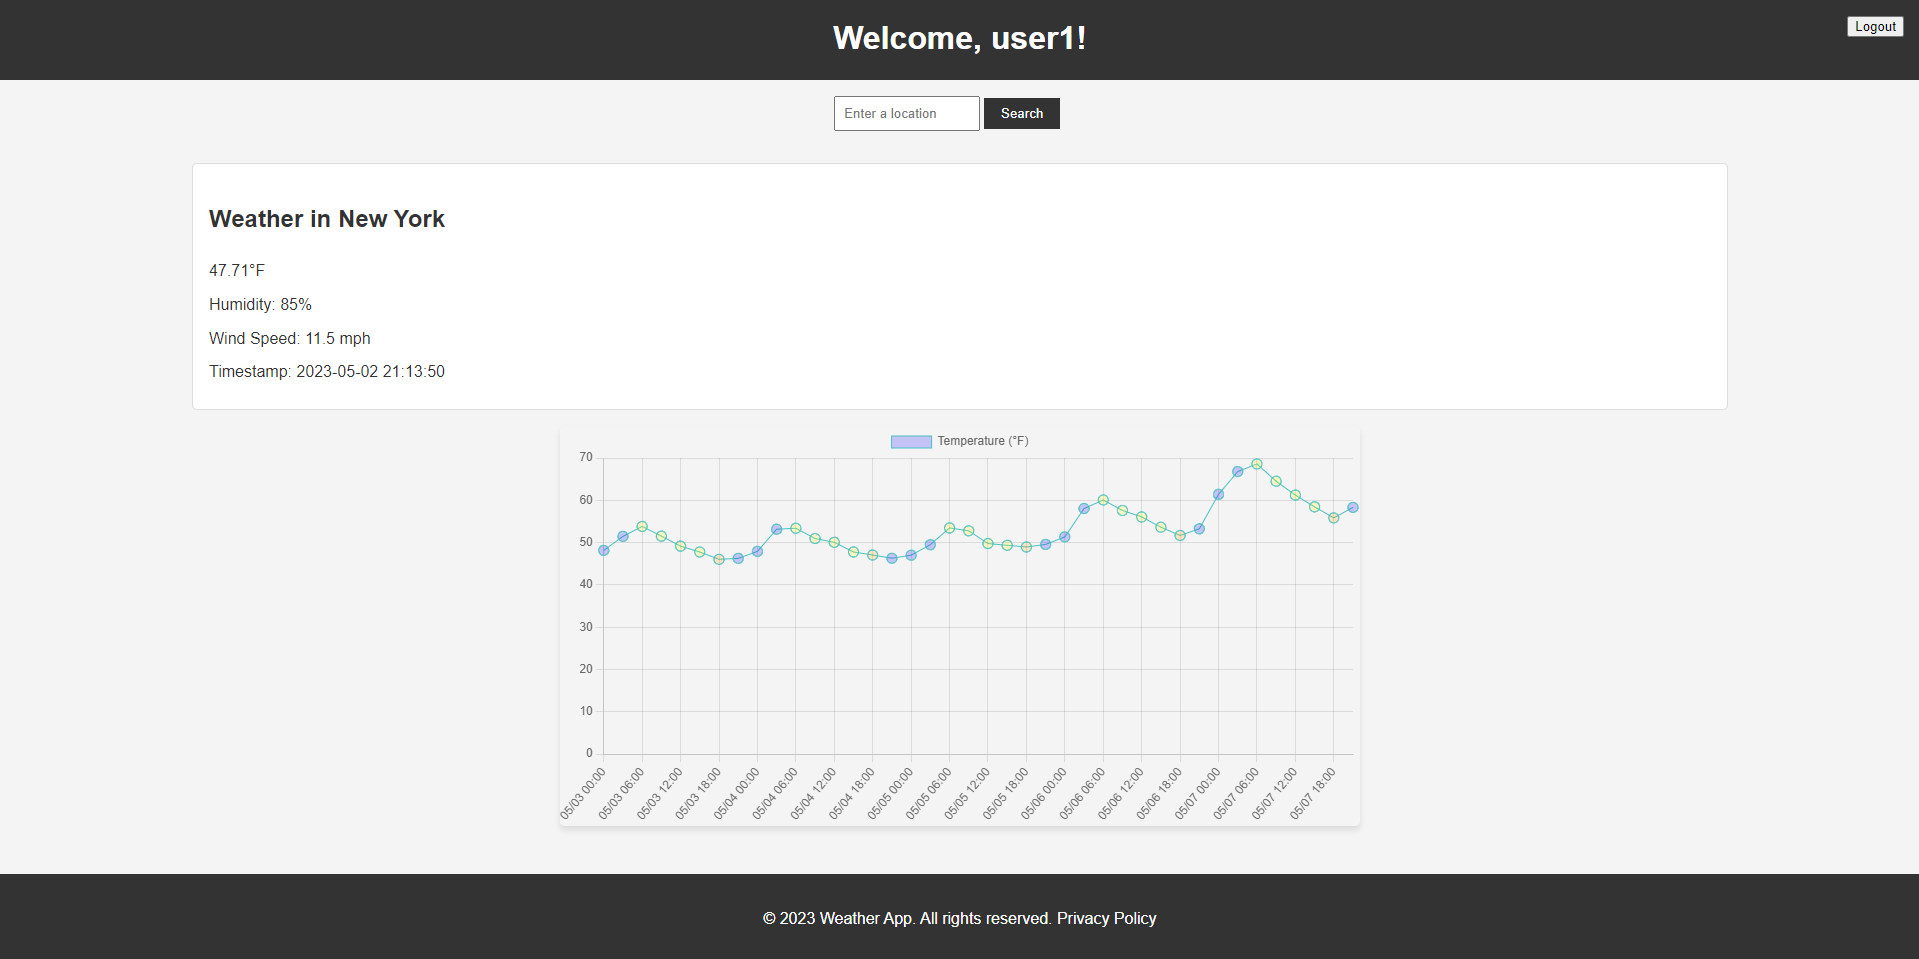 Welcome, user1!
Logout
Enter a location
Search
Weather in New York
47.71°F
Humidity: 85%
Wind Speed: 11.5 mph
Timestamp: 2023-05-02 21:13:50
Temperature (°F)
70
60
50
40
30
20
10
0
05/03 00:00
05/03 06:00
05/03 12:00
05/03 18:00
05/04 00:00
05/04 06:00
05/04 12:00
05/04 18:00
05/05 00:00
05/05 06:00
05/05 12:00
05/05 18:00
05/06 00:00
05/06 06:00
05/06 12:00
05/06 18:00
05/07 00:00
05/07 06:00
05/07 12:00
05/07 18:00
© 2023 Weather App. All rights reserved. Privacy Policy